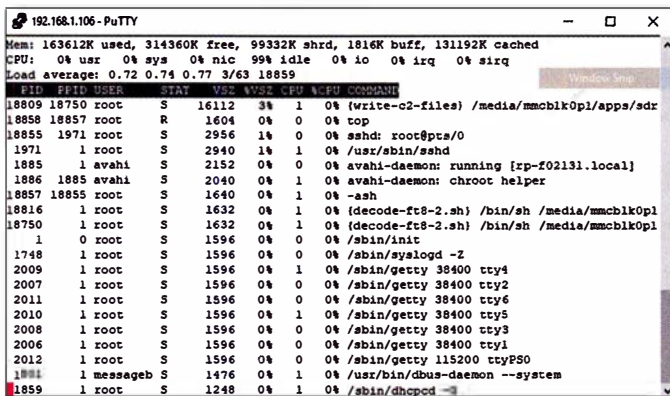 192.168.1.106 - PuTTY
Mem: 163612K used, 314360K free, 99332K shrd, 1816K buff, 131192K cached
CPU: 0% usr 0% sys 0% nic 99% idle 0% io 0% irq 0% sirq
Load average: 0.72 0.74 0.77 3/63 18859
Window Snip
PID PPID USER STAT VSZ %VSZ CPU %CPU COMMAND
18809 18750 root S 16112 3% 1 0% {write-c2-files} /media/mmcblk0p1/apps/sdr
18858 18857 root R 1604 0% 0 0% top
18855 1971 root S 2956 1% 0 0% sshd: root@pts/0
1971 1 root S 2940 1% 1 0% /usr/sbin/sshd
1885 1 avahi S 2152 0% 0 0% avahi-daemon: running [rp-f02131.local]
1886 1885 avahi S 2040 0% 1 0% avahi-daemon: chroot helper
18857 18855 root S 1640 0% 1 0% -ash
18816 1 root S 1632 0% 1 0% {decode-ft8-2.sh} /bin/sh /media/mmcblk0p1
18750 1 root S 1632 0% 1 0% {decode-ft8-2.sh} /bin/sh /media/mmcblk0p1
1 0 root S 1596 0% 0 0% /sbin/init
1748 1 root S 1596 0% 0 0% /sbin/syslogd -Z
2009 1 root S 1596 0% 1 0% /sbin/getty 38400 tty4
2007 1 root S 1596 0% 0 0% /sbin/getty 38400 tty2
2011 1 root S 1596 0% 0 0% /sbin/getty 38400 tty6
2010 1 root S 1596 0% 1 0% /sbin/getty 38400 tty5
2008 1 root S 1596 0% 0 0% /sbin/getty 38400 tty3
2006 1 root S 1596 0% 1 0% /sbin/getty 38400 tty1
2012 1 root S 1596 0% 0 0% /sbin/getty 115200 ttyPS0
1 messageb S 1476 0% 1 0% /usr/bin/dbus-daemon --system
1859 1 root S 1248 0% 1 0% /sbin/dhcpcd